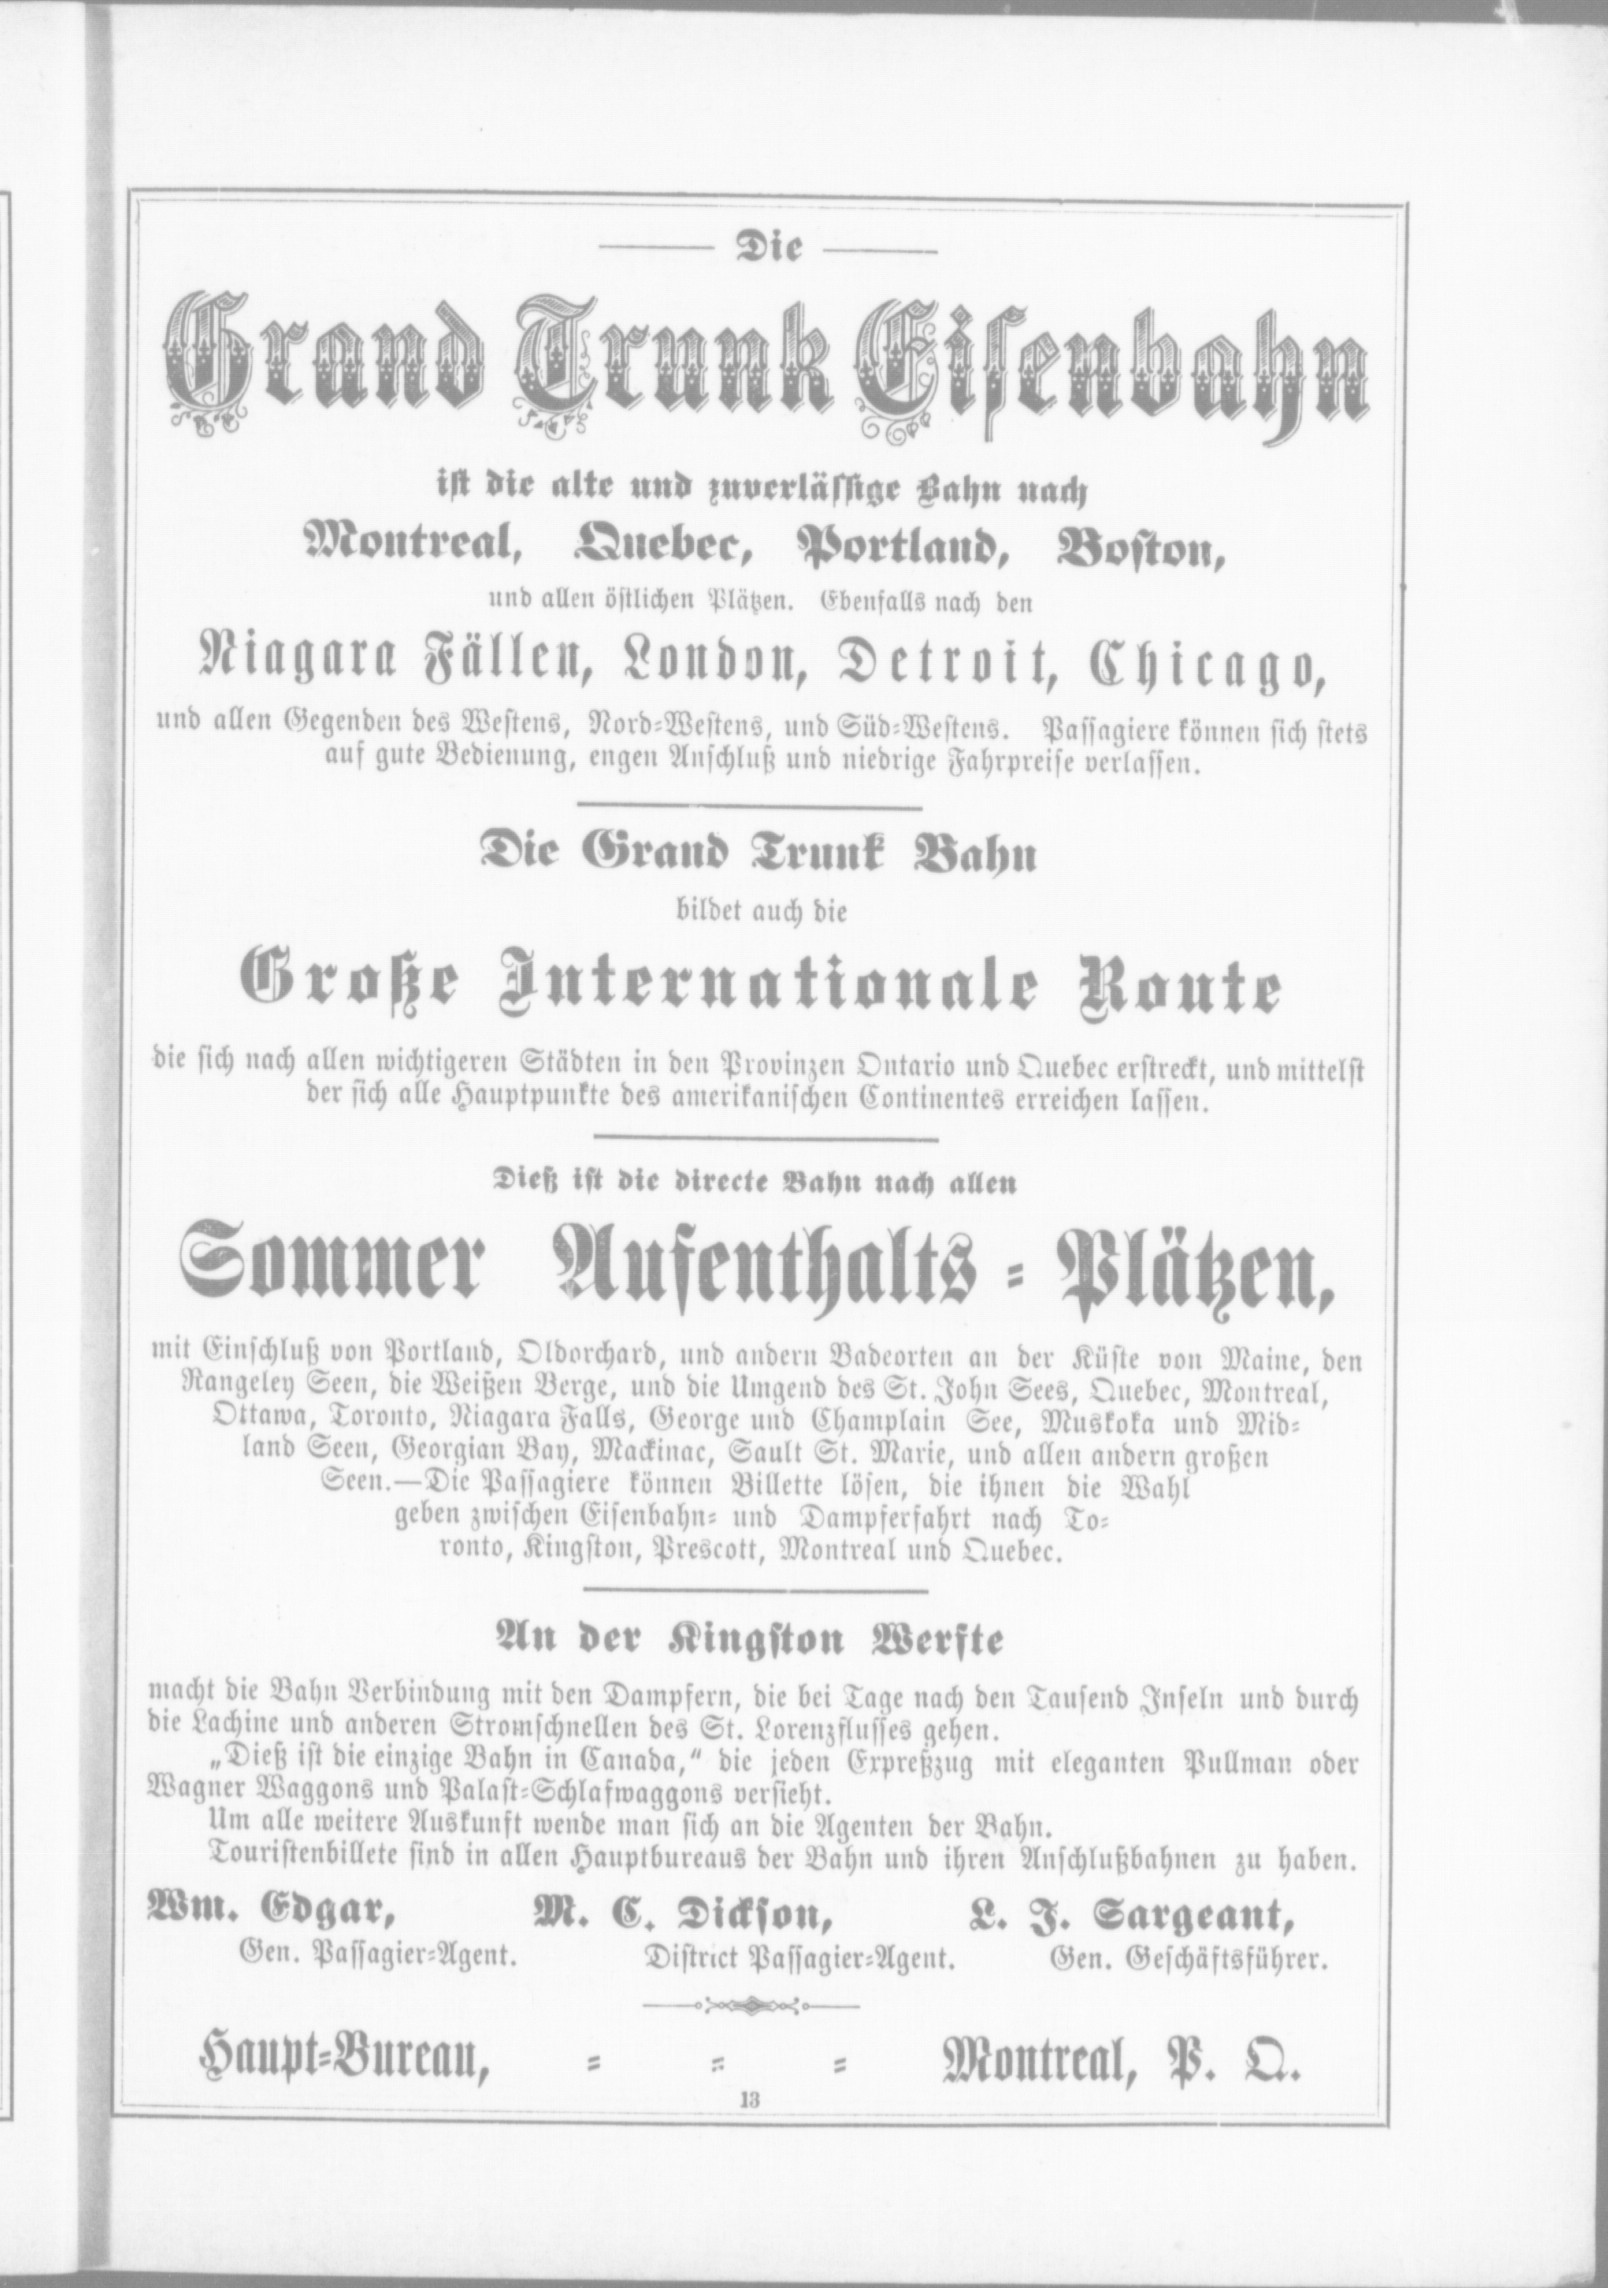 Die
Grand Trunk Eisenbahn
ist die alte und zuverlässige Bahn nach
Montreal, Quebec, Portland, Boston,
und allen östlichen Plätzen. Ebenfalls nach den
Niagara Fällen, London, Detroit, Chicago,
und allen Gegenden des Westens, Nord-Westens, und Süd-Westens. Passagiere können sich stets
auf gute Bedienung, engen Anschluß und niedrige Fahrpreise verlassen.
Die Grand Trunk Bahn
bildet auch die
Große Internationale Route
die sich nach allen wichtigeren Städten in den Provinzen Ontario und Quebec erstreckt, und mittelst
der sich alle Hauptpunkte des amerikanischen Continentes erreichen lassen.
Dieß ist die directe Bahn nach allen
Sommer Aufenthalts-Plätzen,
mit Einschluß von Portland, Oldorchard, und andern Badeorten an der Küste von Maine, den
Rangeley Seen, die Weißen Berge, und die Umgend des St. John Sees, Quebec, Montreal,
Ottawa, Toronto, Niagara Falls, George und Champlain See, Muskoka und Mid-
land Seen, Georgian Bay, Mackinac, Sault St. Marie, und allen andern großen
Seen.—Die Passagiere können Billette lösen, die ihnen die Wahl
geben zwischen Eisenbahn- und Dampferfahrt nach To-
ronto, Kingston, Prescott, Montreal und Quebec.
An der Kingston Werfte
macht die Bahn Verbindung mit den Dampfern, die bei Tage nach den Tausend Inseln und durch
die Lachine und anderen Stromschnellen des St. Lorenzflusses gehen.
„Dieß ist die einzige Bahn in Canada,“ die jeden Expreßzug mit eleganten Pullman oder
Wagner Waggons und Palast-Schlafwaggons versieht.
Um alle weitere Auskunft wende man sich an die Agenten der Bahn.
Touristenbillete sind in allen Hauptbureaus der Bahn und ihren Anschlußbahnen zu haben.
Wm. Edgar, M. C. Dickson, L. J. Sargeant,
Gen. Passagier-Agent. District Passagier-Agent. Gen. Geschäftsführer.
Haupt-Bureau, - - - Montreal, P. Q.
13